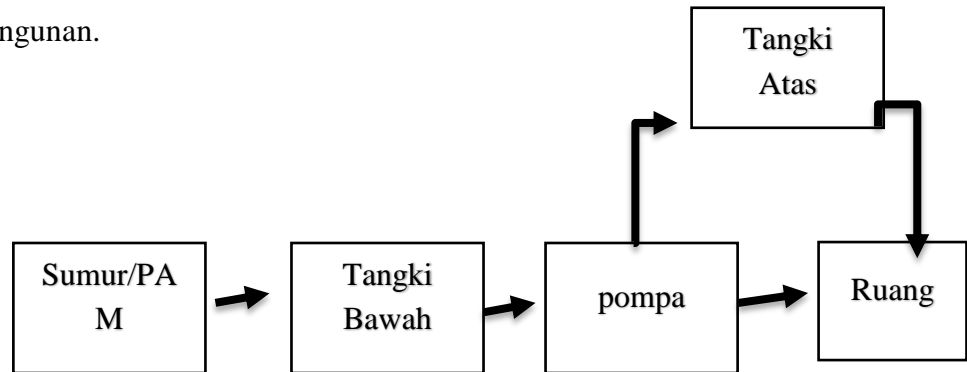 ngunan.
Tangki
Atas
Sumur/PA
M
Tangki
Bawah
pompa
Ruang